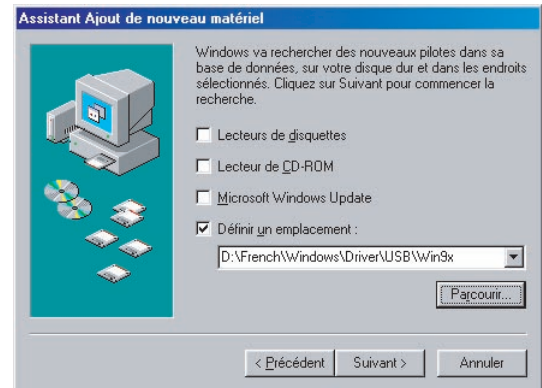 Assistant Ajout de nouveau matériel
Windows va rechercher des nouveaux pilotes dans sa
base de données, sur votre disque dur et dans les endroits
sélectionnés. Cliquez sur Suivant pour commencer la
recherche.
Lecteurs de disquettes
Lecteur de CD-ROM
Microsoft Windows Update
Définir un emplacement :
D:\French\Windows\Driver\USB\Win9x
Parcourir...
< Précédent
Suivant >
Annuler